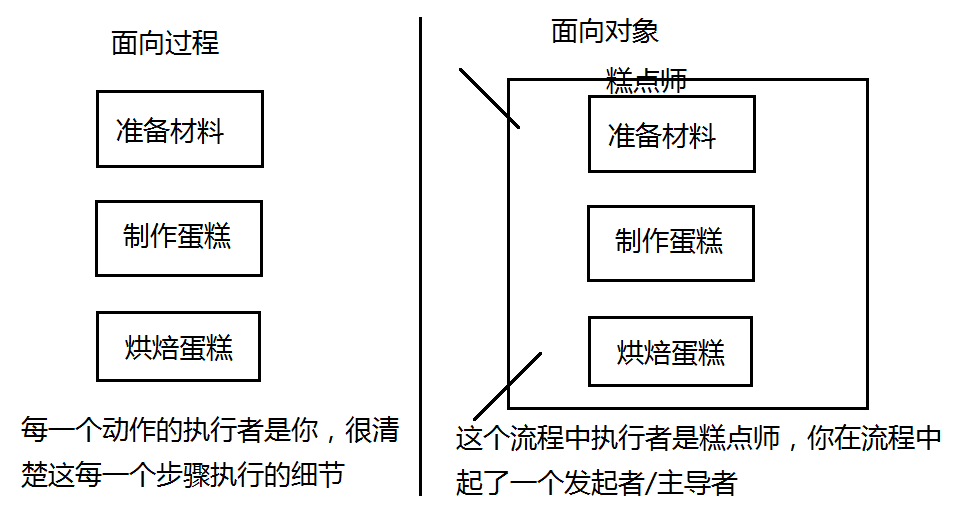 面向过程
准备材料
制作蛋糕
烘焙蛋糕
每一个动作的执行者是你，很清
楚这每一个步骤执行的细节
面向对象
糕点师
准备材料
制作蛋糕
烘焙蛋糕
这个流程中执行者是糕点师，你在流程中
起了一个发起者/主导者